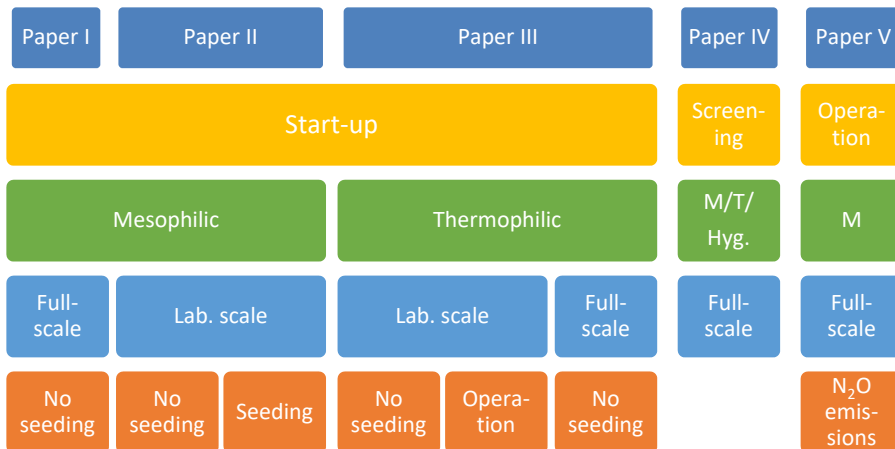 Paper I
Paper II
Paper III
Paper IV
Paper V
Start-up
Screen-
ing
Opera-
tion
Mesophilic
Thermophilic
M/T/
Hyg.
M
Full-
scale
Lab. scale
Lab. scale
Full-
scale
Full-
scale
Full-
scale
No
seeding
No
seeding
Seeding
No
seeding
Opera-
tion
No
seeding
N₂O
emis-
sions